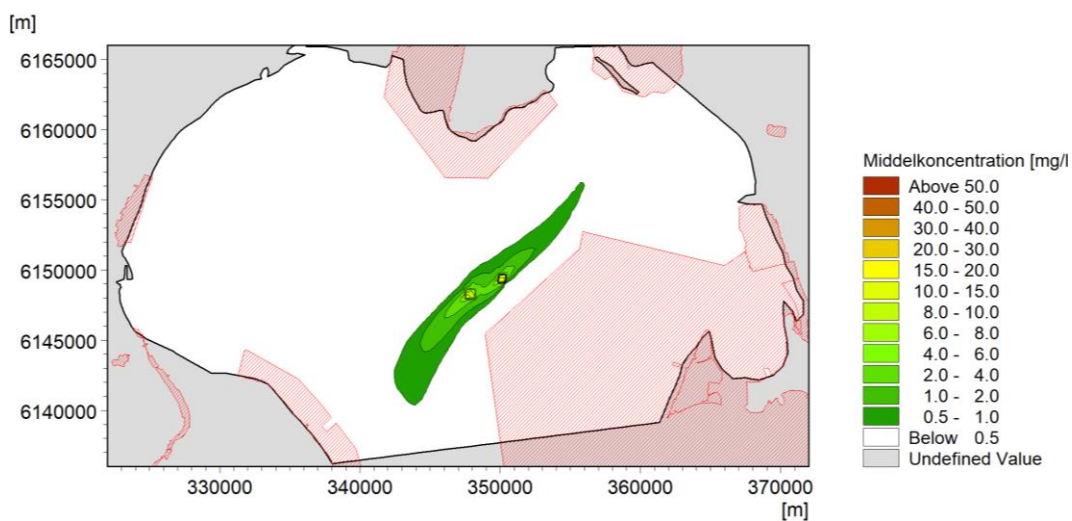 [m]
6165000
6160000
6155000
6150000
6145000
6140000
330000 340000 350000 360000 370000
[m]
Middelkoncentration [mg/l
Above 50.0
40.0 - 50.0
30.0 - 40.0
20.0 - 30.0
15.0 - 20.0
10.0 - 15.0
8.0 - 10.0
6.0 - 8.0
4.0 - 6.0
2.0 - 4.0
1.0 - 2.0
0.5 - 1.0
Below 0.5
Undefined Value